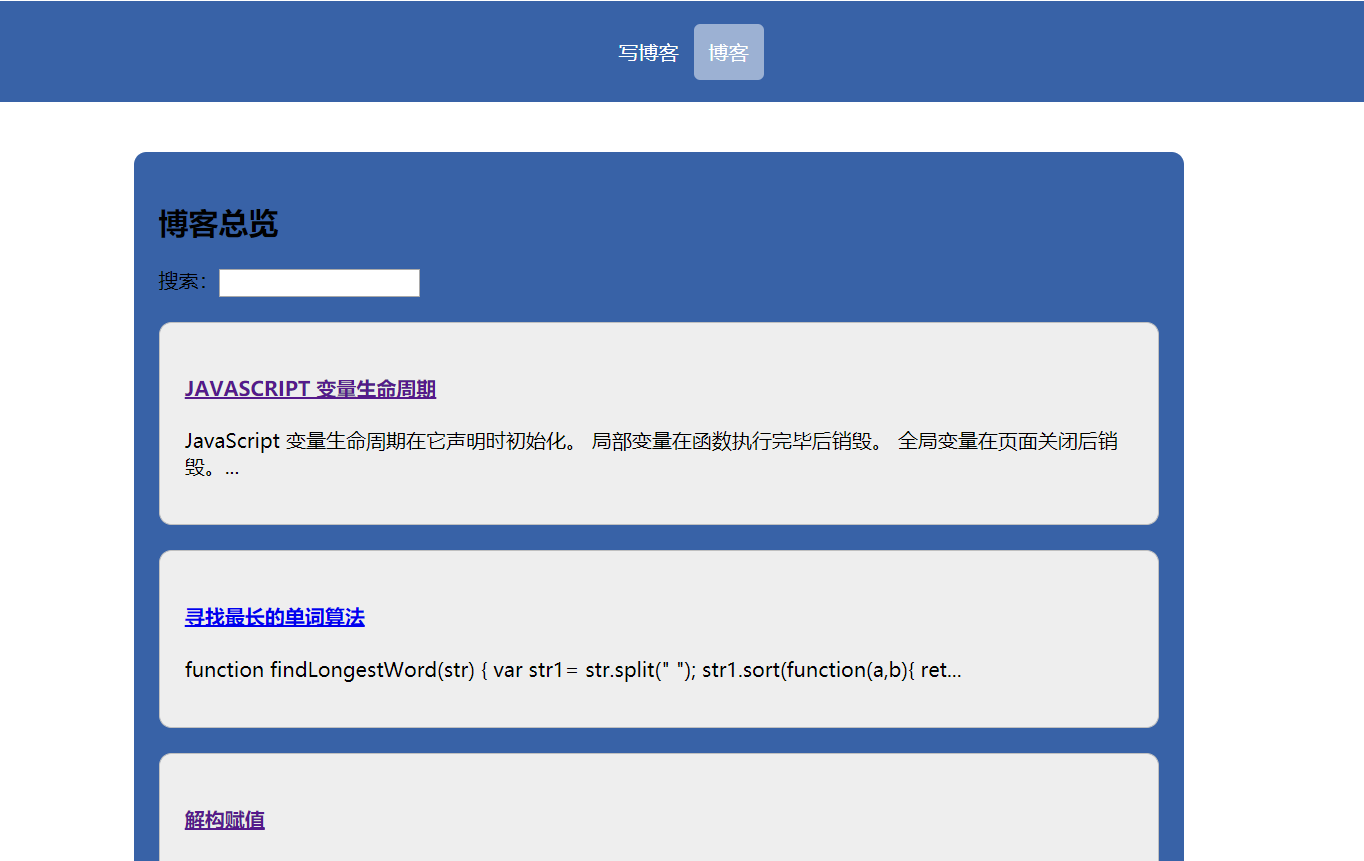 写博客 博客
博客总览
搜索：
JAVASCRIPT 变量生命周期
JavaScript 变量生命周期在它声明时初始化。 局部变量在函数执行完毕后销毁。 全局变量在页面关闭后销
毁。...
寻找最长的单词算法
function findLongestWord(str) { var str1= str.split(" "); str1.sort(function(a,b){ ret...
解构赋值